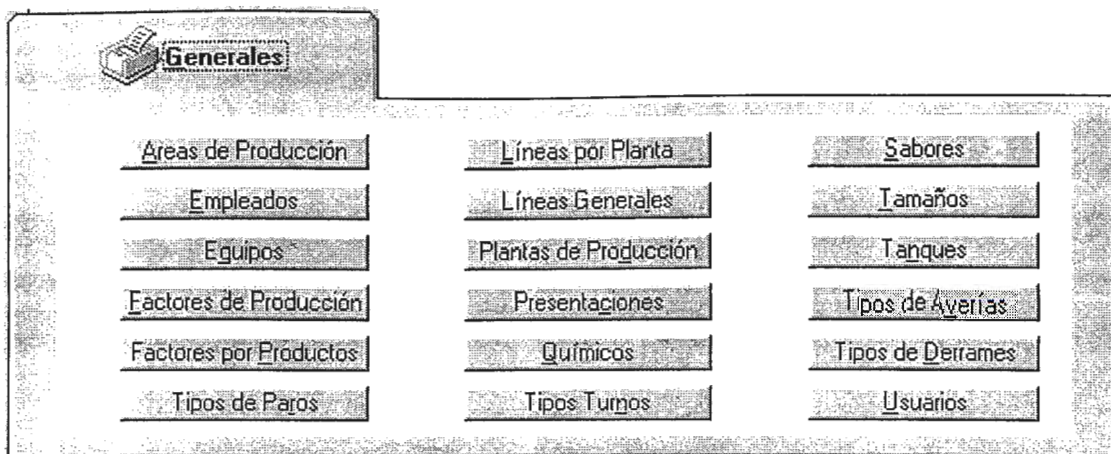 Generales
Areas de Producción
Líneas por Planta
Sabores
Empleados
Líneas Generales
Tamaños
Equipos
Plantas de Producción
Tanques
Factores de Producción
Presentaciones
Tipos de Averías
Factores por Productos
Químicos
Tipos de Derrames
Tipos de Paros
Tipos Turnos
Usuarios